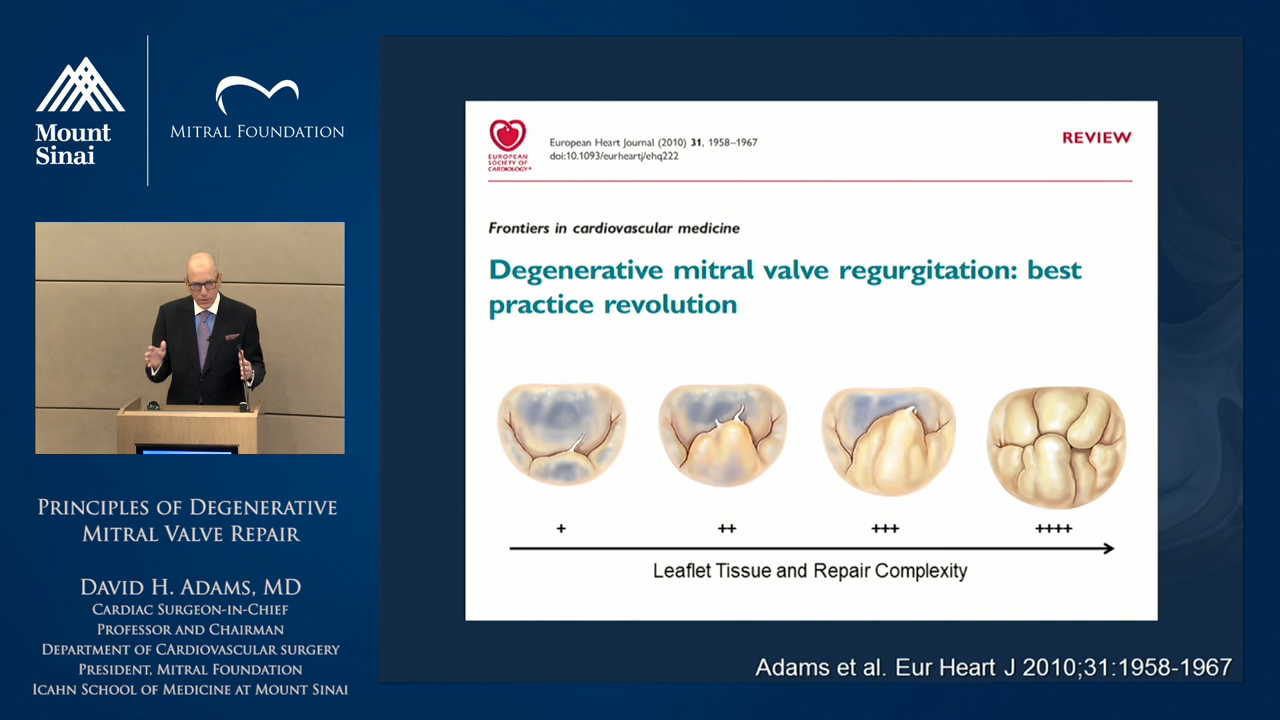 Mount
Sinai
MITRAL FOUNDATION
PRINCIPLES OF DEGENERATIVE
MITRAL VALVE REPAIR
DAVID H. ADAMS, MD
CARDIAC SURGEON-IN-CHIEF
PROFESSOR AND CHAIRMAN
DEPARTMENT OF CARDIOVASCULAR SURGERY
PRESIDENT, MITRAL FOUNDATION
ICAHN SCHOOL OF MEDICINE AT MOUNT SINAI
EUROPEAN
SOCIETY OF
CARDIOLOGY®
European Heart Journal (2010) 31, 1958–1967
doi:10.1093/eurheartj/ehq222
REVIEW
Frontiers in cardiovascular medicine
Degenerative mitral valve regurgitation: best
practice revolution
+ ++ +++ ++++
Leaflet Tissue and Repair Complexity
Adams et al. Eur Heart J 2010;31:1958-1967